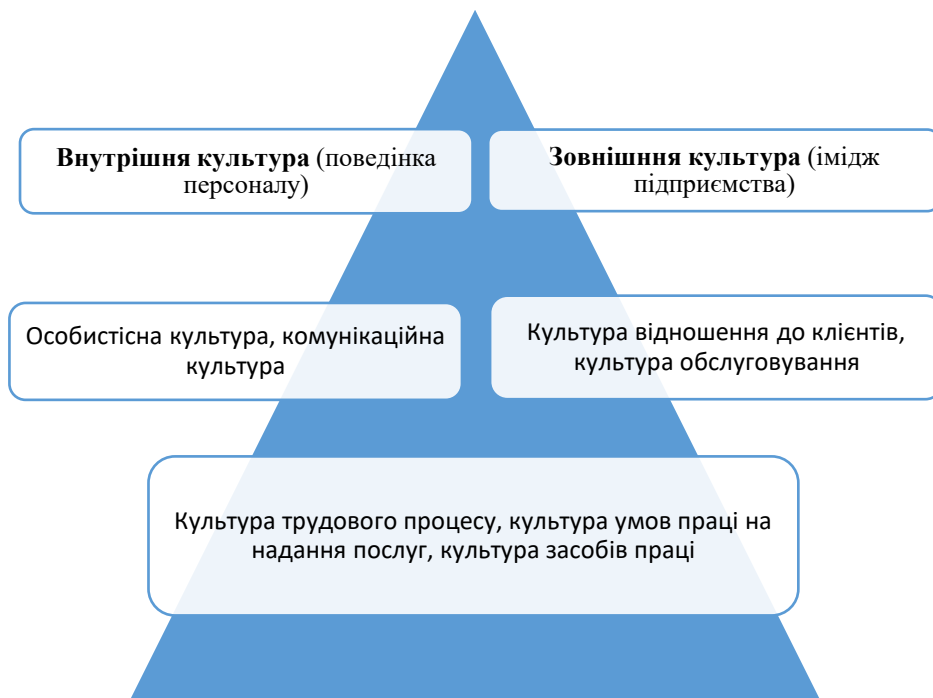 Внутрішня культура (поведінка
персоналу)
Зовнішння культура (імідж
підприємства)
Особистісна культура, комунікаційна
культура
Культура відношення до клієнтів,
культура обслуговування
Культура трудового процесу, культура умов праці на
надання послуг, культура засобів праці